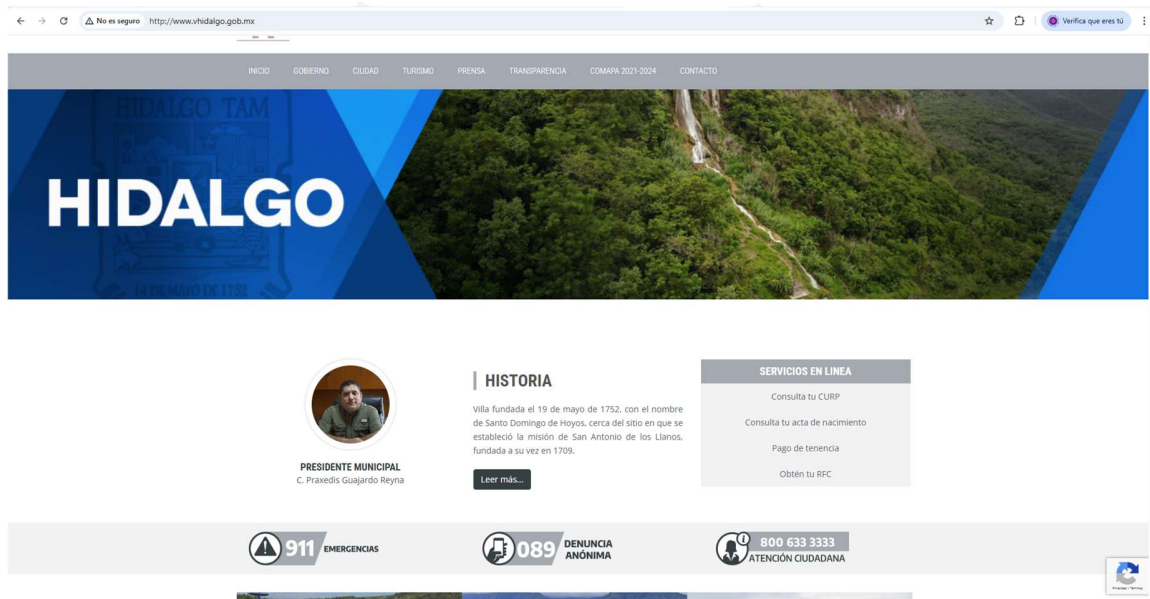 No es seguro http://www.vhidalgo.gob.mx Verifica que eres tú
INICIO GOBIERNO CIUDAD TURISMO PRENSA TRANSPARENCIA COMAPA 2021-2024 CONTACTO
HIDALGO TAM
HIDALGO
SERVICIOS EN LINEA
HISTORIA
Consulta tu CURP
Villa fundada el 19 de mayo de 1752, con el nombre
de Santo Domingo de Hoyos, cerca del sitio en que se
estableció la misión de San Antonio de los Llanos,
fundada a su vez en 1709.
Consulta tu acta de nacimiento
Pago de tenencia
Obtén tu RFC
PRESIDENTE MUNICIPAL
C. Praxedis Guajardo Reyna
Leer más...
911 EMERGENCIAS
089 DENUNCIA
ANÓNIMA
800 633 3333
ATENCIÓN CIUDADANA